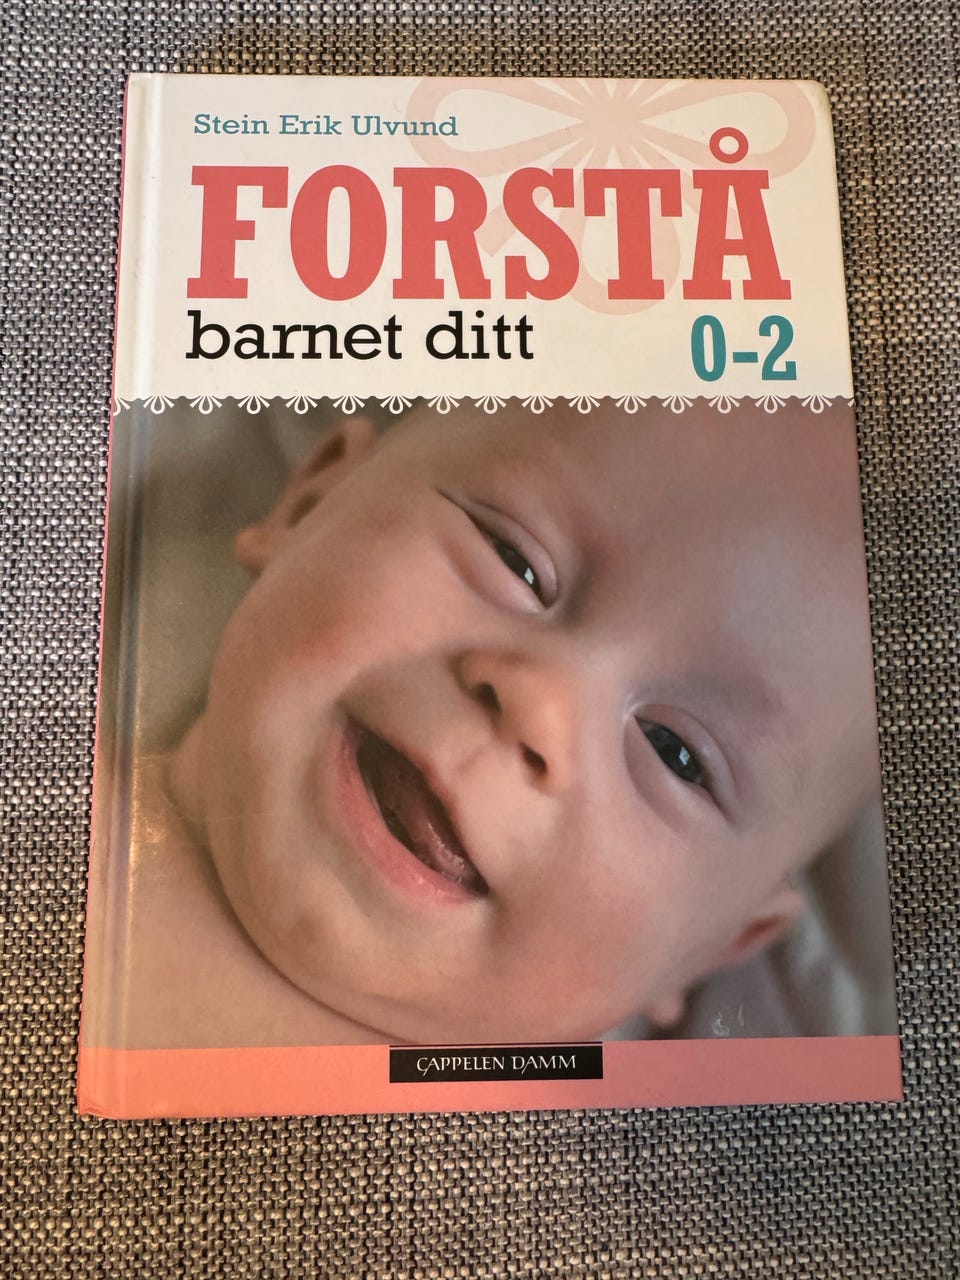 Stein Erik Ulvund
FORSTÅ
barnet ditt
0-2
CAPPELEN DAMM